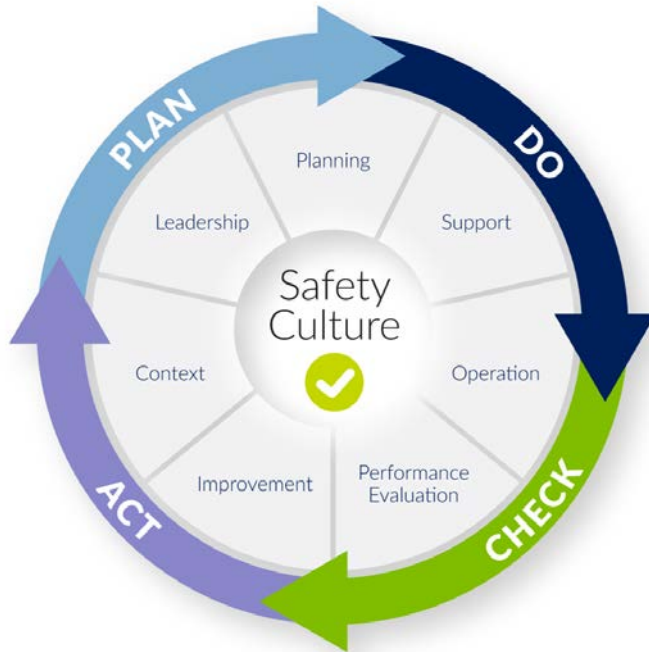 PLAN
DO
CHECK
ACT
Planning
Support
Operation
Performance
Evaluation
Improvement
Context
Leadership
Safety
Culture